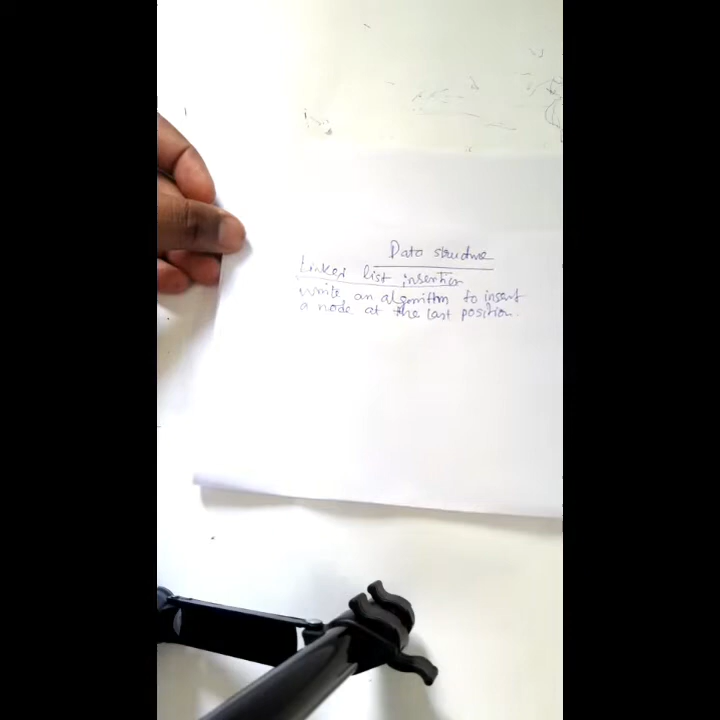 Data structure
Linked list insertion
write an algorithm to insert
a node at the last position.